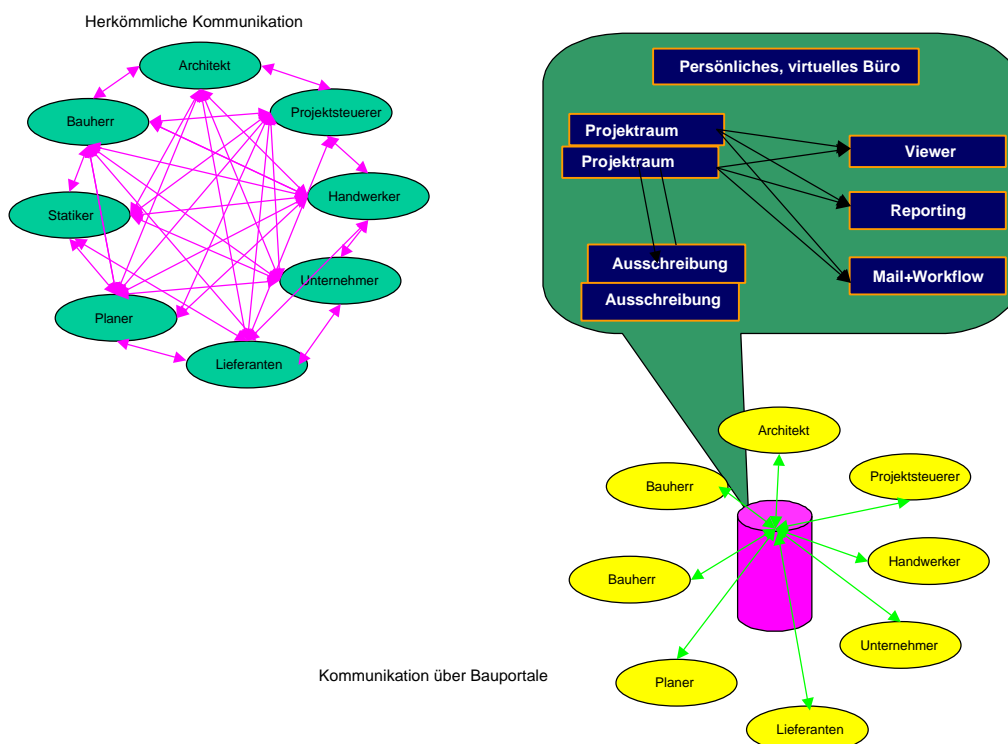 Herkömmliche Kommunikation
Architekt
Bauherr
Projektsteuerer
Statiker
Handwerker
Planer
Unternehmer
Lieferanten
Persönliches, virtuelles Büro
Projektraum
Projektraum
Viewer
Reporting
Ausschreibung
Ausschreibung
Mail+Workflow
Architekt
Bauherr
Projektsteuerer
Bauherr
Handwerker
Unternehmer
Planer
Lieferanten
Kommunikation über Bauportale